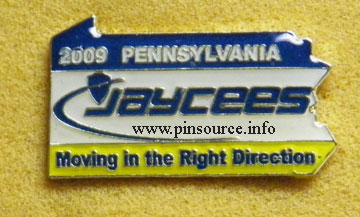 2009 PENNSYLVANIA
Jaycees
www.pinsource.info
Moving in the Right Direction